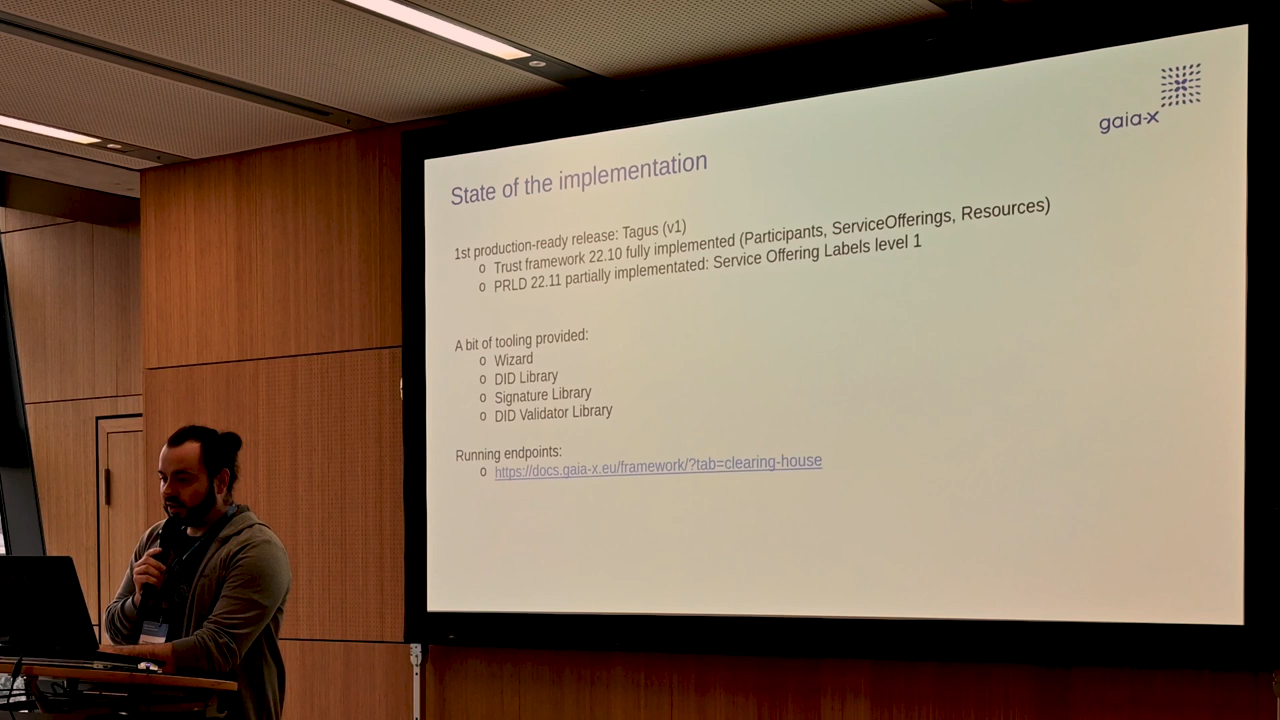 gaia-x
State of the implementation
1st production-ready release: Tagus (v1)
o Trust framework 22.10 fully implemented (Participants, ServiceOfferings, Resources)
o PRLD 22.11 partially implementated: Service Offering Labels level 1
A bit of tooling provided:
o Wizard
o DID Library
o Signature Library
o DID Validator Library
Running endpoints:
o https://docs.gaia-x.eu/framework/?tab=clearing-house